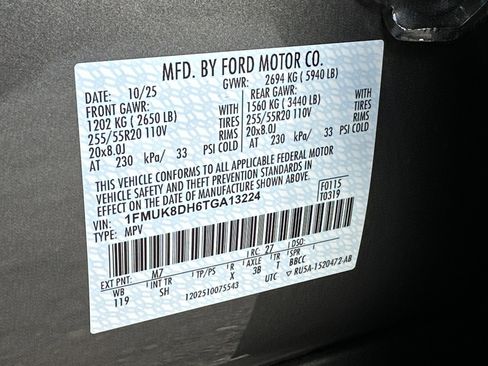 MFD. BY FORD MOTOR CO.
DATE: 10/25 GVWR: 2694 KG ( 5940 LB)
FRONT GAWR: REAR GAWR:
1202 KG ( 2650 LB) WITH 1560 KG ( 3440 LB) WITH
255/55R20 110V TIRES 255/55R20 110V TIRES
20x8.0J RIMS 20x8.0J RIMS
AT 230 kPa/ 33 PSI COLD AT 230 kPa/ 33 PSI COLD
THIS VEHICLE CONFORMS TO ALL APPLICABLE FEDERAL MOTOR
VEHICLE SAFETY AND THEFT PREVENTION STANDARDS IN
EFFECT ON THE DATE OF MANUFACTURE SHOWN ABOVE.
VIN: 1FMUK8DH6TGA13224 F0115
TYPE: MPV T0319
EXT PNT: M7 RC: 27 DSO:
WB INT TR TP/PS R AXLE TR SPR
119 SH X 3B T BBCC
1202510075543 UTC RU5A-1520472-AB